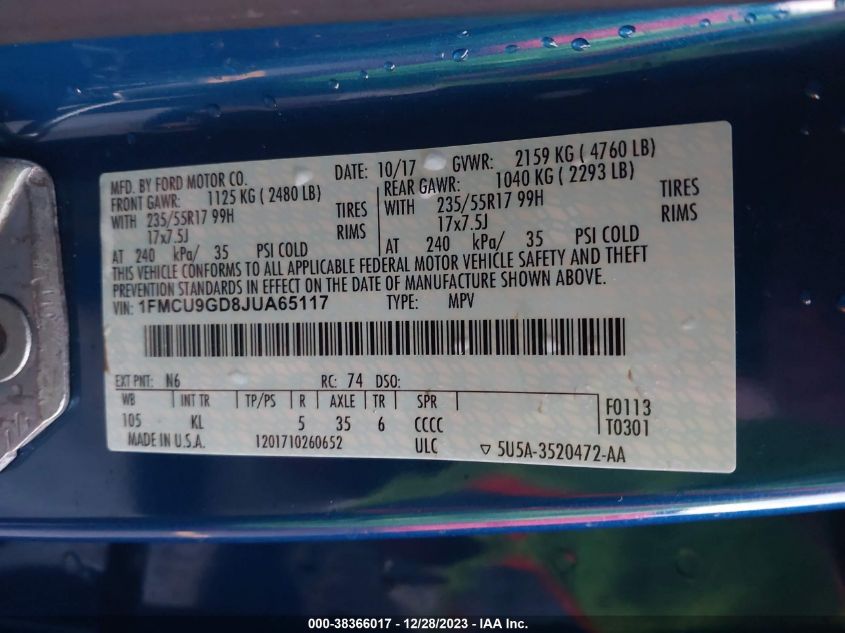 MFD. BY FORD MOTOR CO. DATE: 10/17 GVWR: 2159 KG ( 4760 LB)
FRONT GAWR: 1125 KG ( 2480 LB) REAR GAWR: 1040 KG ( 2293 LB)
WITH 235/55R17 99H TIRES WITH 235/55R17 99H TIRES
17x7.5J RIMS 17x7.5J RIMS
AT 240 kPa/ 35 PSI COLD AT 240 kPa/ 35 PSI COLD
THIS VEHICLE CONFORMS TO ALL APPLICABLE FEDERAL MOTOR VEHICLE SAFETY AND THEFT
PREVENTION STANDARDS IN EFFECT ON THE DATE OF MANUFACTURE SHOWN ABOVE.
VIN: 1FMCU9GD8JUA65117 TYPE: MPV
EXT PNT: N6 RC: 74 DSO:
WB INT TR TP/PS R AXLE TR SPR F0113
105 KL 5 35 6 CCCC T0301
MADE IN U.S.A. 1201710260652 ULC ▽ 5U5A-3520472-AA
000-38366017 - 12/28/2023 - IAA Inc.